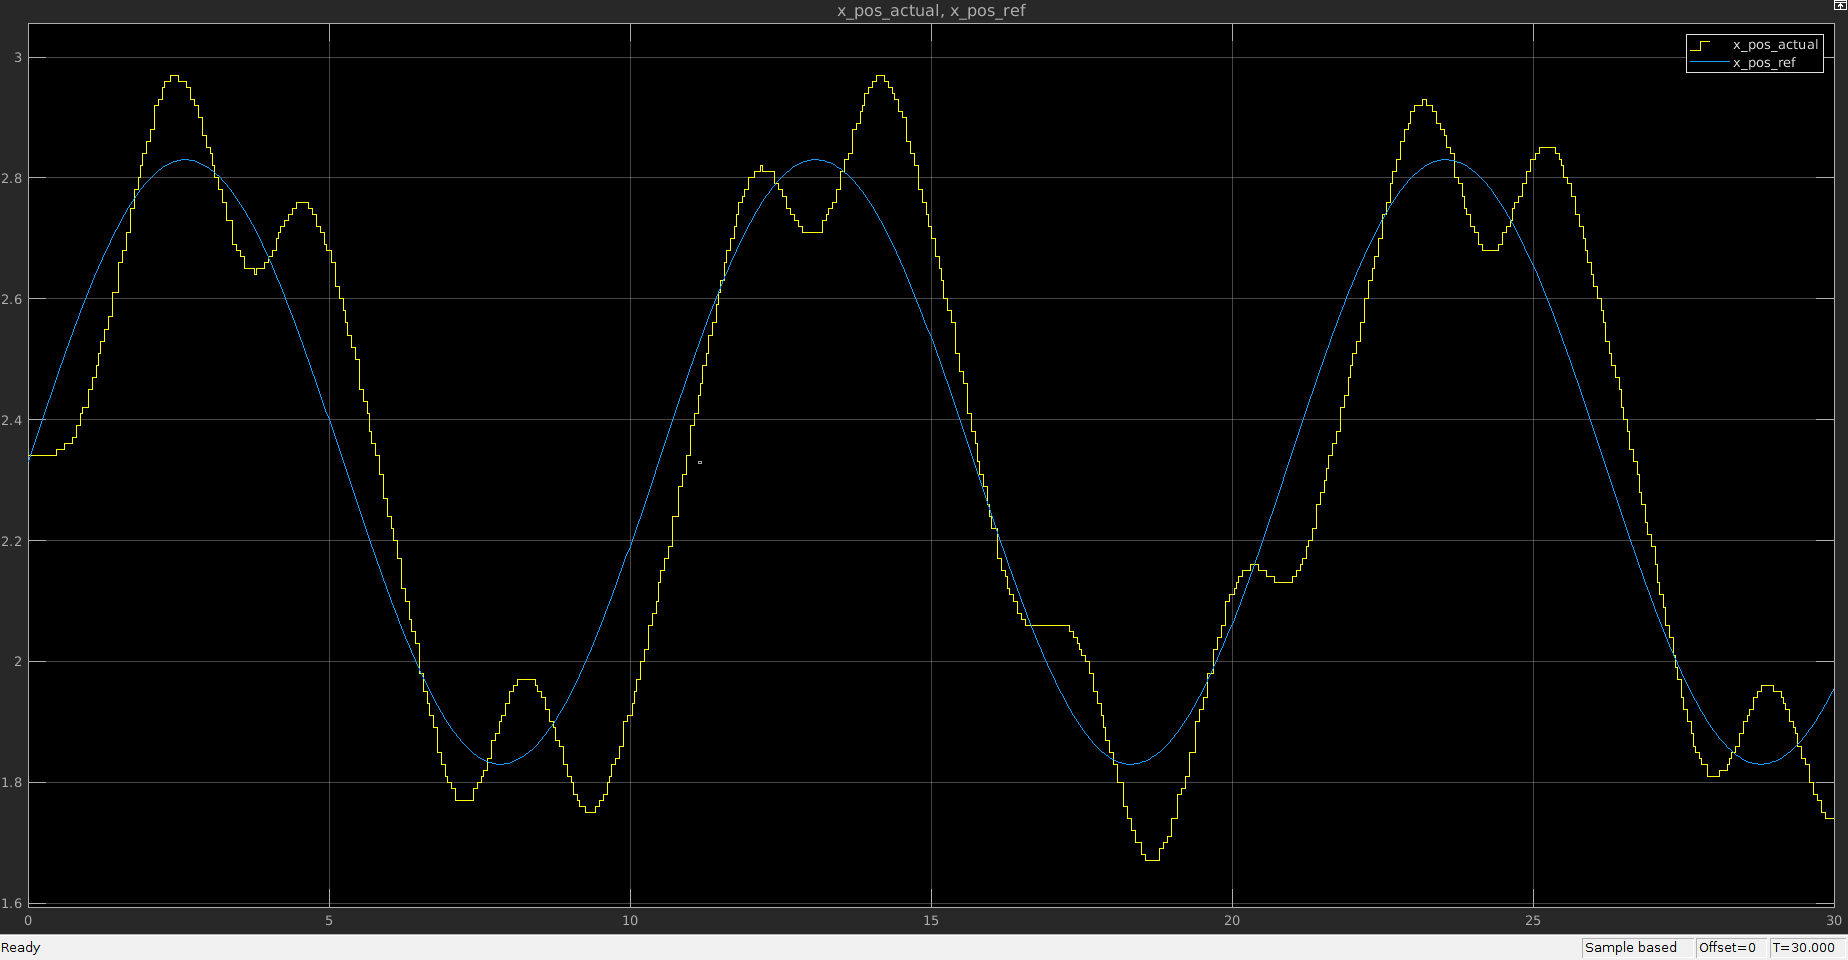 x_pos_actual, x_pos_ref
x_pos_actual
x_pos_ref
3
2.8
2.6
2.4
2.2
2
1.8
1.6
0 5 10 15 20 25 30
Ready Sample based Offset=0 T=30.000